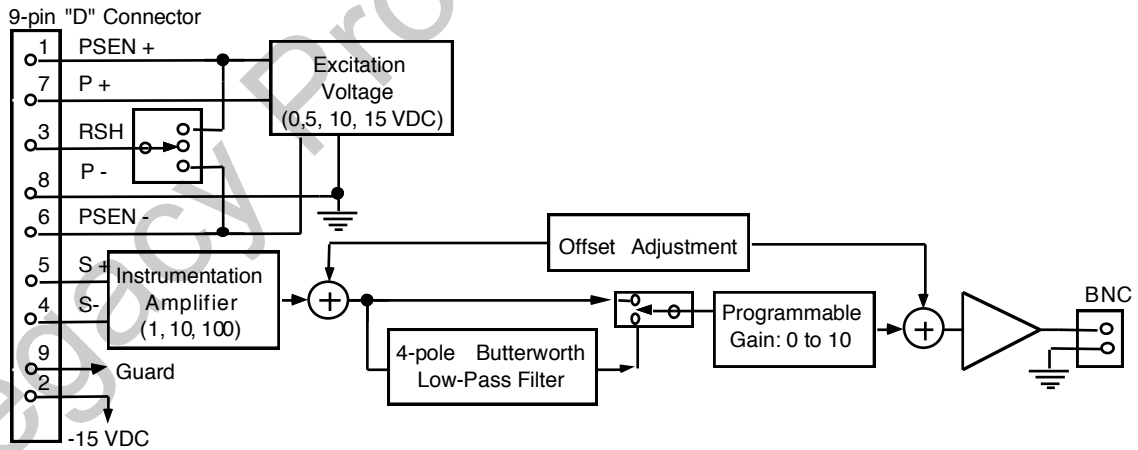 9-pin "D" Connector
1 PSEN +
7 P +
3 RSH
P -
8
6 PSEN -
5 S +
4 S-
9
2
Guard
-15 VDC
Excitation
Voltage
(0,5, 10, 15 VDC)
Instrumentation
Amplifier
(1, 10, 100)
+
Offset Adjustment
4-pole Butterworth
Low-Pass Filter
Programmable
Gain: 0 to 10
+
BNC
egacy Pro